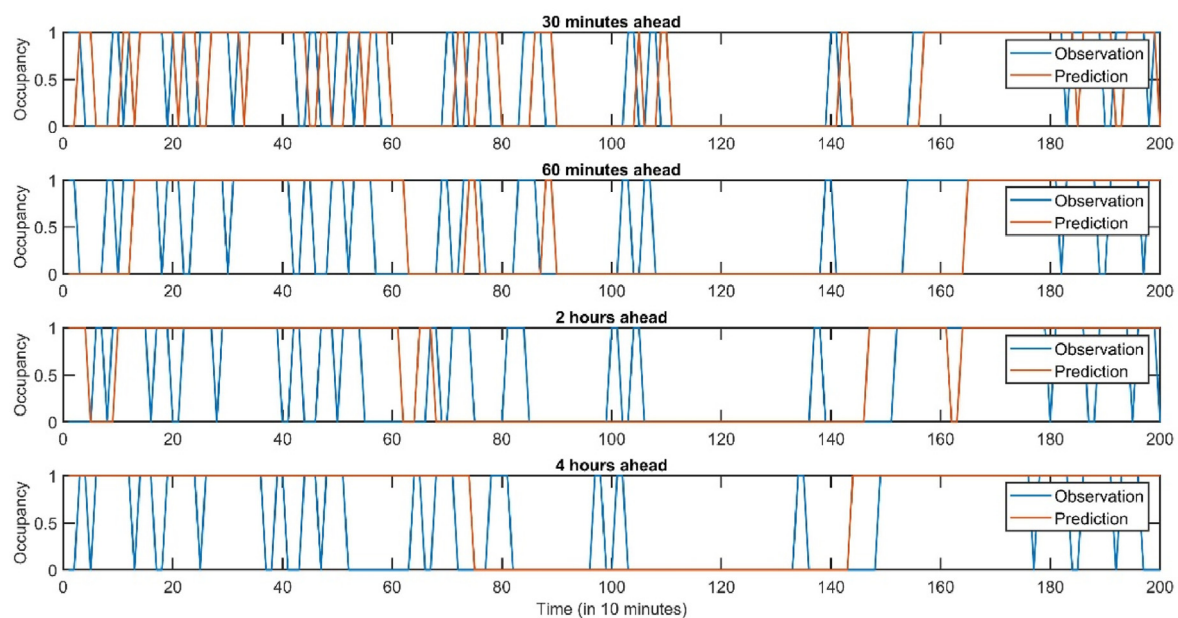 30 minutes ahead
1
0.5
0
Occupancy
Observation
Prediction
0 20 40 60 80 100 120 140 160 180 200
60 minutes ahead
1
0.5
0
Occupancy
Observation
Prediction
0 20 40 60 80 100 120 140 160 180 200
2 hours ahead
1
0.5
0
Occupancy
Observation
Prediction
0 20 40 60 80 100 120 140 160 180 200
4 hours ahead
1
0.5
0
Occupancy
Observation
Prediction
0 20 40 60 80 100 120 140 160 180 200
Time (in 10 minutes)